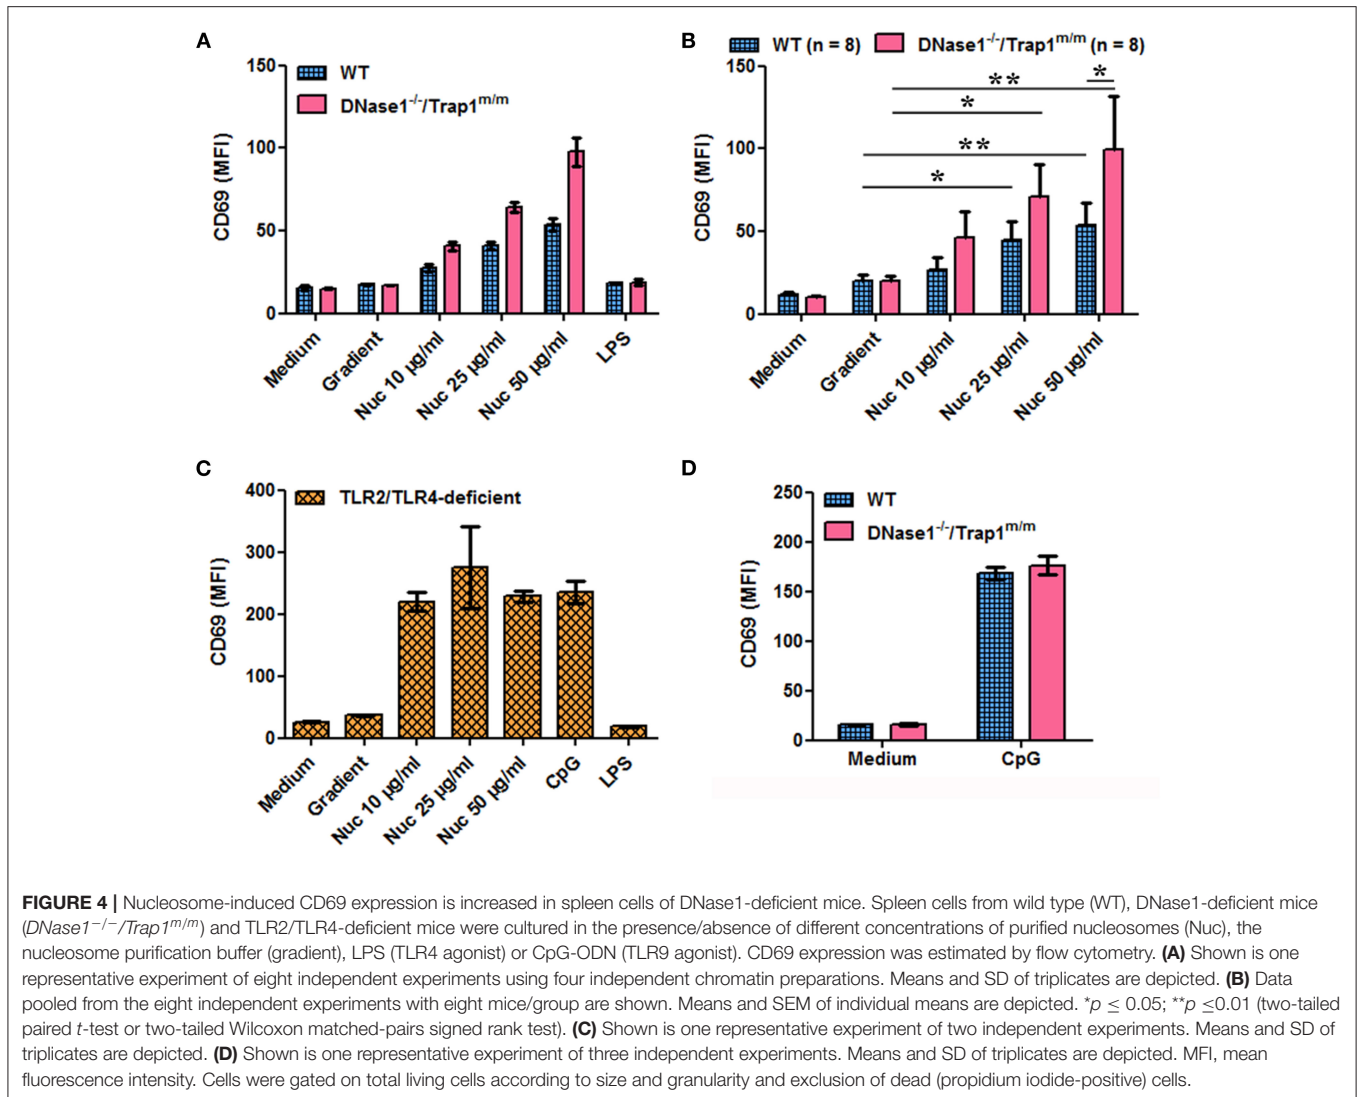 A
WT
DNase1-/-/Trap1m/m
CD69 (MFI)
150
100
50
0
Medium
Gradient
Nuc 10 µg/ml
Nuc 25 µg/ml
Nuc 50 µg/ml
LPS
B
WT (n = 8) DNase1-/-/Trap1m/m (n = 8)
CD69 (MFI)
150
100
50
0
**
*
*
**
*
Medium
Gradient
Nuc 10 µg/ml
Nuc 25 µg/ml
Nuc 50 µg/ml
C
TLR2/TLR4-deficient
CD69 (MFI)
400
300
200
100
0
Medium
Gradient
Nuc 10 µg/ml
Nuc 25 µg/ml
Nuc 50 µg/ml
CpG
LPS
D
WT
DNase1-/-/Trap1m/m
CD69 (MFI)
250
200
150
100
50
0
Medium
CpG
FIGURE 4 | Nucleosome-induced CD69 expression is increased in spleen cells of DNase1-deficient mice. Spleen cells from wild type (WT), DNase1-deficient mice
(DNase1−/−/Trap1m/m) and TLR2/TLR4-deficient mice were cultured in the presence/absence of different concentrations of purified nucleosomes (Nuc), the
nucleosome purification buffer (gradient), LPS (TLR4 agonist) or CpG-ODN (TLR9 agonist). CD69 expression was estimated by flow cytometry. (A) Shown is one
representative experiment of eight independent experiments using four independent chromatin preparations. Means and SD of triplicates are depicted. (B) Data
pooled from the eight independent experiments with eight mice/group are shown. Means and SEM of individual means are depicted. *p ≤ 0.05; **p ≤0.01 (two-tailed
paired t-test or two-tailed Wilcoxon matched-pairs signed rank test). (C) Shown is one representative experiment of two independent experiments. Means and SD of
triplicates are depicted. (D) Shown is one representative experiment of three independent experiments. Means and SD of triplicates are depicted. MFI, mean
fluorescence intensity. Cells were gated on total living cells according to size and granularity and exclusion of dead (propidium iodide-positive) cells.